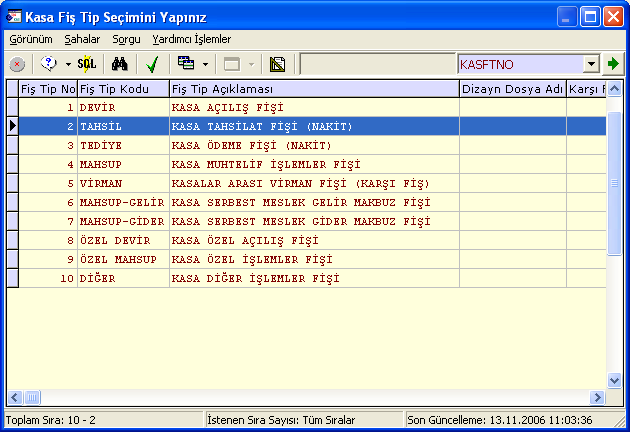 Kasa Fiş Tip Seçimini Yapınız
Görünüm Sahalar Sorgu Yardımcı İşlemler
SQL KASFTNO
Fiş Tip No Fiş Tip Kodu Fiş Tip Açıklaması Dizayn Dosya Adı Karşı F
1 DEVİR KASA AÇILIŞ FİŞİ
2 TAHSİL KASA TAHSİLAT FİŞİ (NAKİT)
3 TEDİYE KASA ÖDEME FİŞİ (NAKİT)
4 MAHSUP KASA MUHTELİF İŞLEMLER FİŞİ
5 VİRMAN KASALAR ARASI VİRMAN FİŞİ (KARŞI FİŞ)
6 MAHSUP-GELİR KASA SERBEST MESLEK GELİR MAKBUZ FİŞİ
7 MAHSUP-GİDER KASA SERBEST MESLEK GİDER MAKBUZ FİŞİ
8 ÖZEL DEVİR KASA ÖZEL AÇILIŞ FİŞİ
9 ÖZEL MAHSUP KASA ÖZEL İŞLEMLER FİŞİ
10 DİĞER KASA DİĞER İŞLEMLER FİŞİ
Toplam Sıra: 10 - 2 İstenen Sıra Sayısı: Tüm Sıralar Son Güncelleme: 13.11.2006 11:03:36